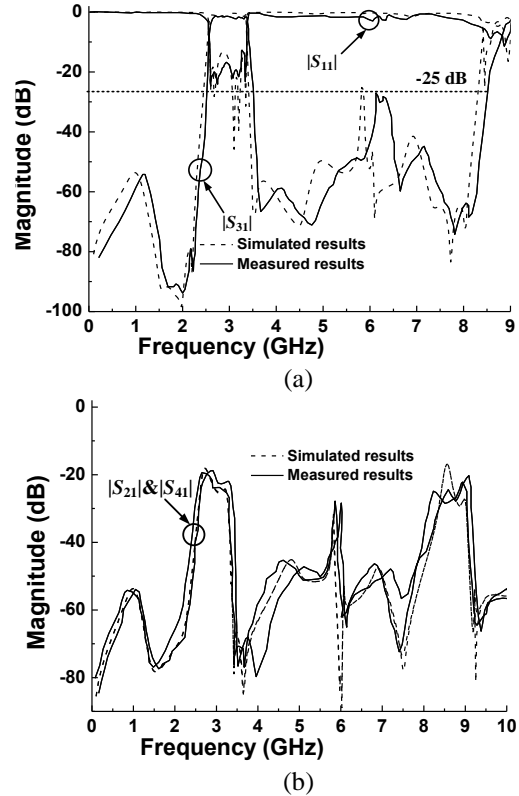 0
-20
-40
-60
-80
-100
Magnitude (dB)
|S11|
-25 dB
|S31|
Simulated results
Measured results
0 1 2 3 4 5 6 7 8 9
Frequency (GHz)
(a)
0
-20
-40
-60
-80
Magnitude (dB)
Simulated results
Measured results
|S21|&|S41|
0 1 2 3 4 5 6 7 8 9 10
Frequency (GHz)
(b)